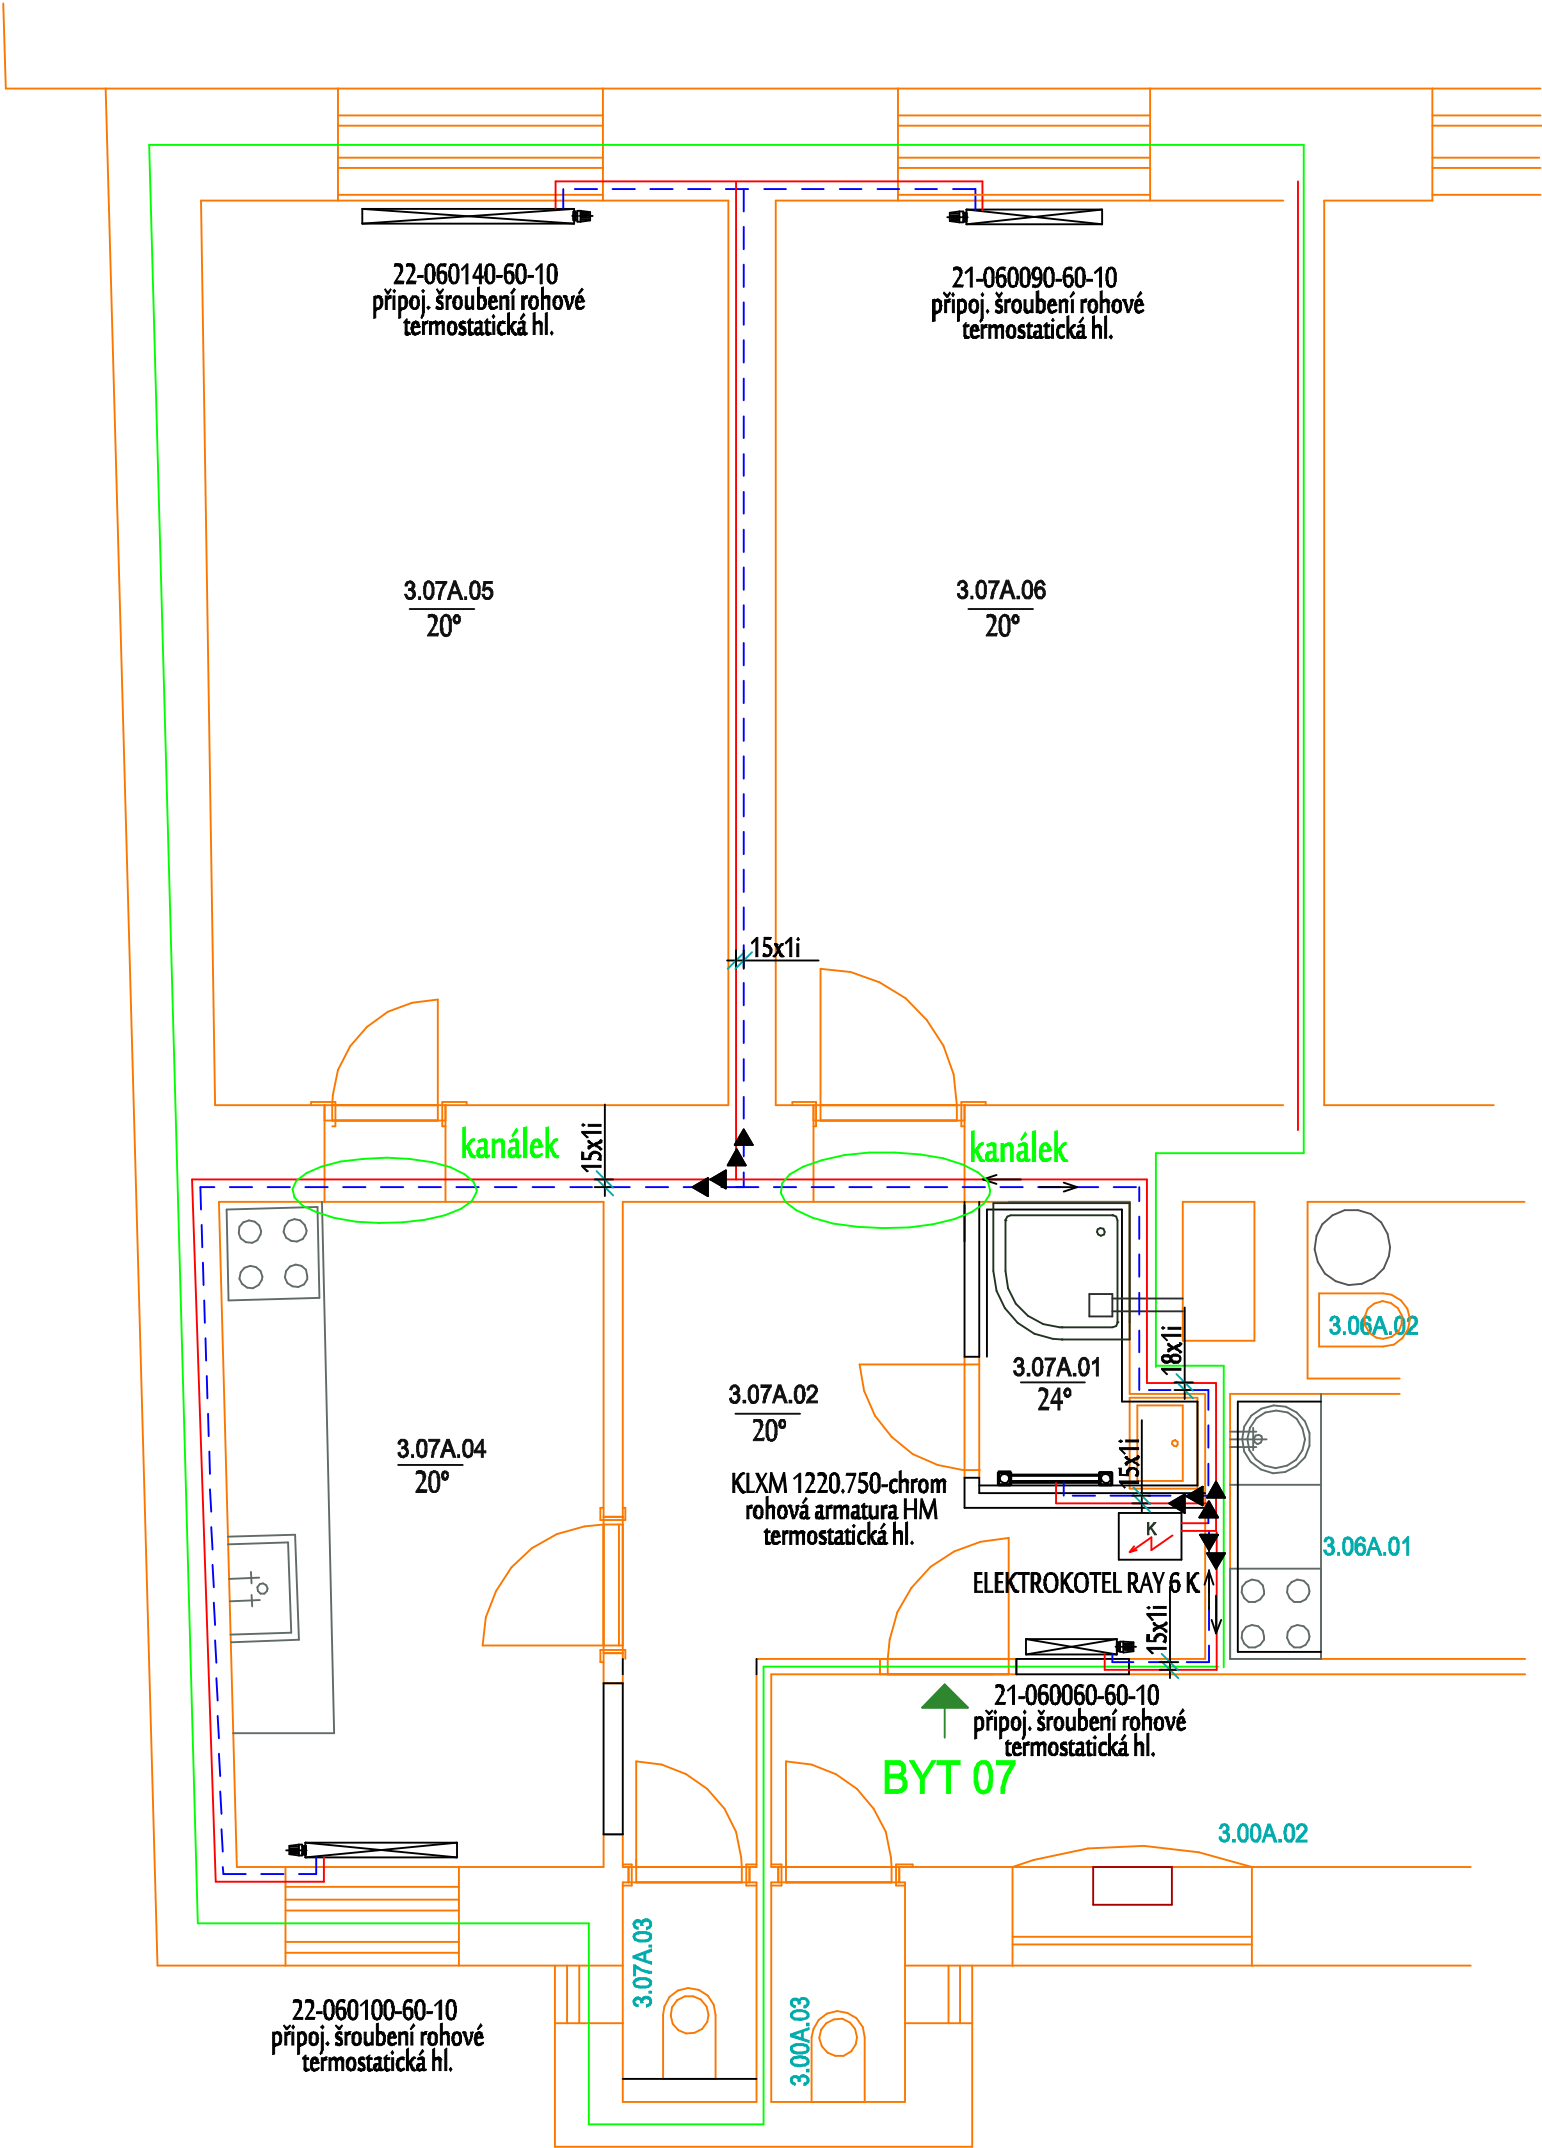 22-060140-60-10
připoj. šroubení rohové
termostatická hl.
21-060090-60-10
připoj. šroubení rohové
termostatická hl.
3.07A.05
20°
3.07A.06
20°
15x1i
kanálek
15x1i
kanálek
3.06A.02
18x1i
3.07A.01
24°
3.07A.02
20°
3.07A.04
20°
15x1i
KLXM 1220.750-chrom
rohová armatura HM
termostatická hl.
K
3.06A.01
ELEKTROKOTEL RAY 6 K
15x1i
21-060060-60-10
připoj. šroubení rohové
termostatická hl.
BYT 07
3.00A.02
3.07A.03
3.00A.03
22-060100-60-10
připoj. šroubení rohové
termostatická hl.